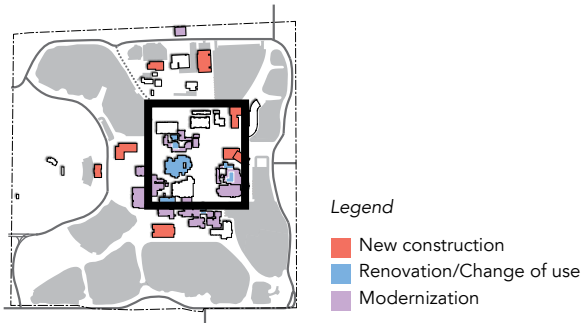 Legend
New construction
Renovation/Change of use
Modernization